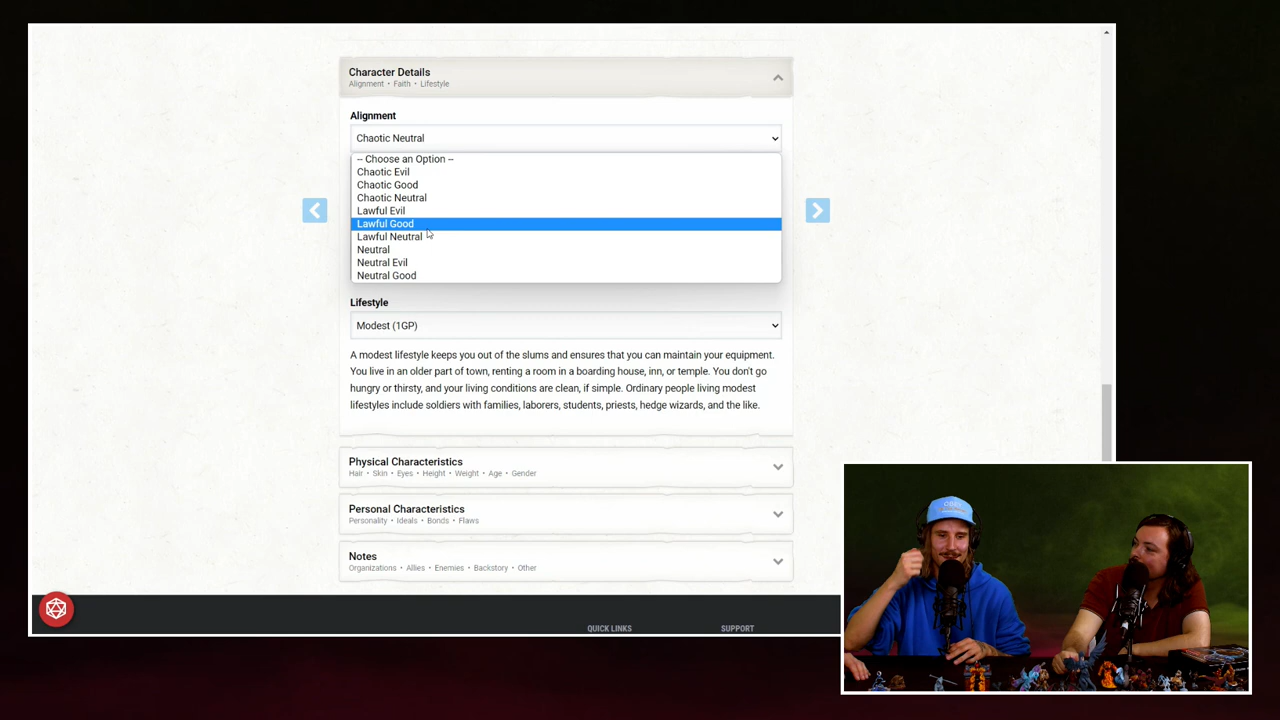 Character Details
Alignment • Faith • Lifestyle
Alignment
Chaotic Neutral
-- Choose an Option --
Chaotic Evil
Chaotic Good
Chaotic Neutral
Lawful Evil
Lawful Good
Lawful Neutral
Neutral
Neutral Evil
Neutral Good
Lifestyle
Modest (1GP)
A modest lifestyle keeps you out of the slums and ensures that you can maintain your equipment.
You live in an older part of town, renting a room in a boarding house, inn, or temple. You don't go
hungry or thirsty, and your living conditions are clean, if simple. Ordinary people living modest
lifestyles include soldiers with families, laborers, students, priests, hedge wizards, and the like.
Physical Characteristics
Hair • Skin • Eyes • Height • Weight • Age • Gender
Personal Characteristics
Personality • Ideals • Bonds • Flaws
Notes
Organizations • Allies • Enemies • Backstory • Other
QUICK LINKS
SUPPORT